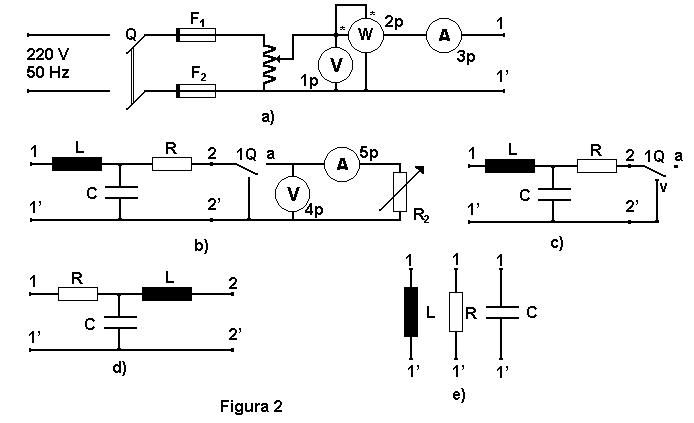 220 V
50 Hz
Q
F₁
F₂
*
*
W
2p
V
1p
A
3p
1
1'
a)
1
L
R
2
1Q
a
A
5p
C
V
4p
R₂
1'
2'
b)
1
L
R
2
1Q
a
C
v
1'
2'
c)
1
R
L
2
C
1'
2'
d)
1
1
1
L
R
C
1'
1'
1'
e)
Figura 2